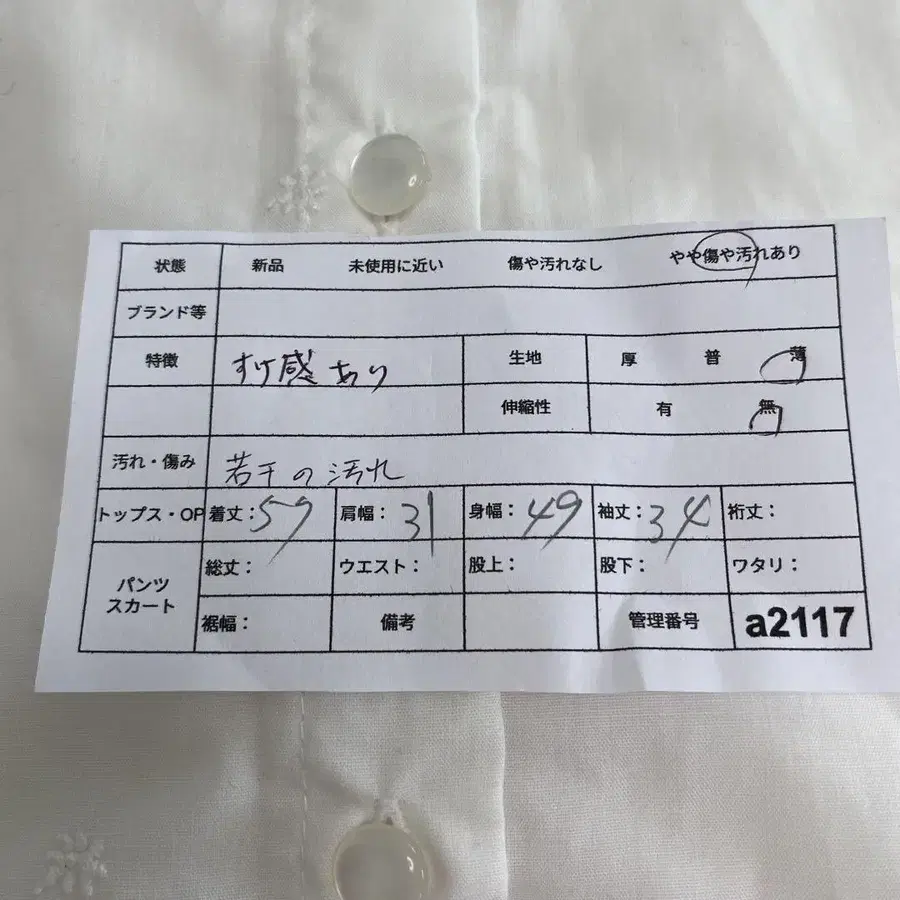 状態 新品 未使用に近い 傷や汚れなし やや傷や汚れあり
ブランド等
特徴 すけ感あり 生地 厚 普 薄
伸縮性 有 無
汚れ・傷み 若干の汚れ
トップス・OP 着丈:57 肩幅:31 身幅:49 袖丈:34 裄丈:
パンツ スカート 総丈: ウエスト: 股上: 股下: ワタリ:
裾幅: 備考 管理番号 a2117